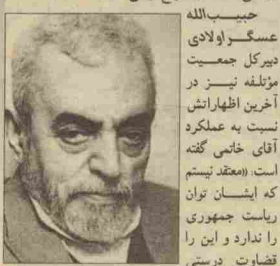 حبیب‌الله
عسگراولادی
دبیرکل جمعیت
مؤتلفه نیز در
آخرین اظهاراتش
نسبت به عملکرد
آقای خاتمی گفته
است: «معتقد نیستم
که ایشان توان
ریاست جمهوری
را ندارد و این را
قضاوت درستی